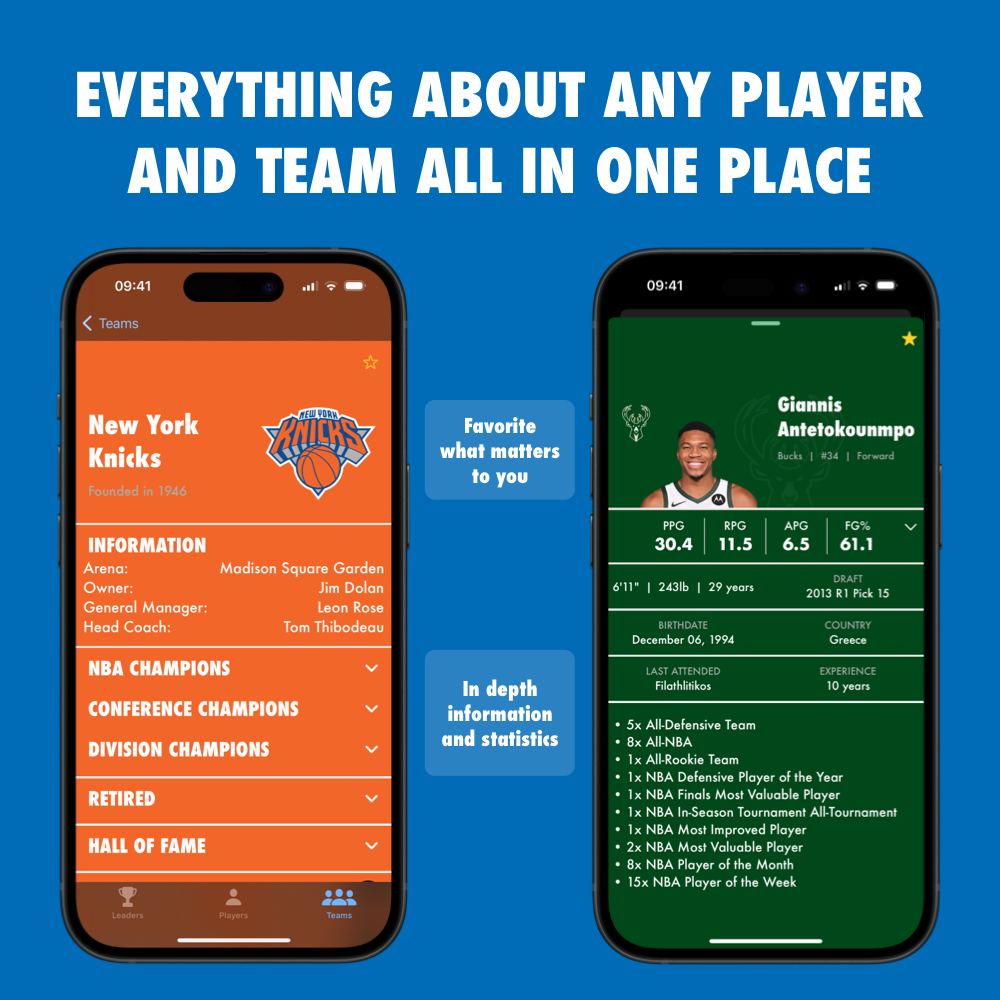 EVERYTHING ABOUT ANY PLAYER
AND TEAM ALL IN ONE PLACE
09:41
Teams
New York
Knicks
Founded in 1946
NEW YORK
KNICKS
INFORMATION
Arena: Madison Square Garden
Owner: Jim Dolan
General Manager: Leon Rose
Head Coach: Tom Thibodeau
NBA CHAMPIONS
CONFERENCE CHAMPIONS
DIVISION CHAMPIONS
RETIRED
HALL OF FAME
Leaders Players Teams
Favorite
what matters
to you
In depth
information
and statistics
09:41
Giannis
Antetokounmpo
Bucks | #34 | Forward
PPG RPG APG FG%
30.4 11.5 6.5 61.1
6'11" | 243lb | 29 years
DRAFT
2013 R1 Pick 15
BIRTHDATE COUNTRY
December 06, 1994 Greece
LAST ATTENDED EXPERIENCE
Filathlitikos 10 years
• 5x All-Defensive Team
• 8x All-NBA
• 1x All-Rookie Team
• 1x NBA Defensive Player of the Year
• 1x NBA Finals Most Valuable Player
• 1x NBA In-Season Tournament All-Tournament
• 1x NBA Most Improved Player
• 2x NBA Most Valuable Player
• 8x NBA Player of the Month
• 15x NBA Player of the Week